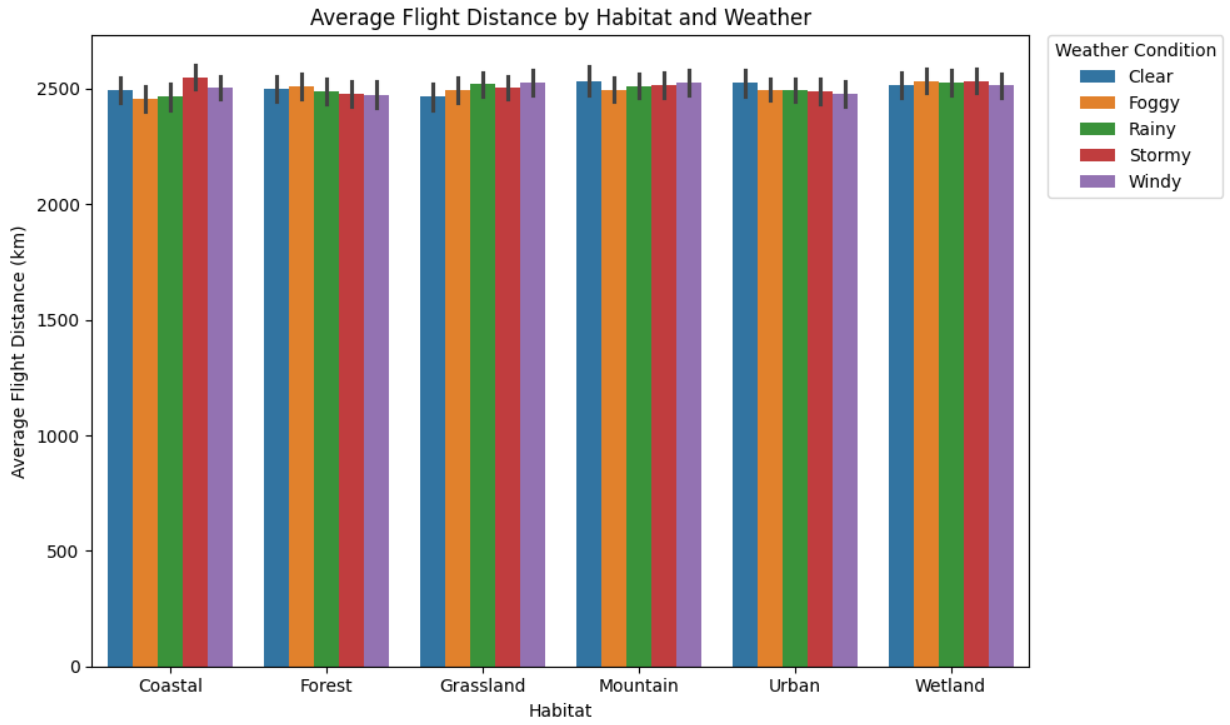 Average Flight Distance by Habitat and Weather
Weather Condition
Clear
Foggy
Rainy
Stormy
Windy
Average Flight Distance (km)
2500
2000
1500
1000
500
0
Coastal
Forest
Grassland
Mountain
Urban
Wetland
Habitat